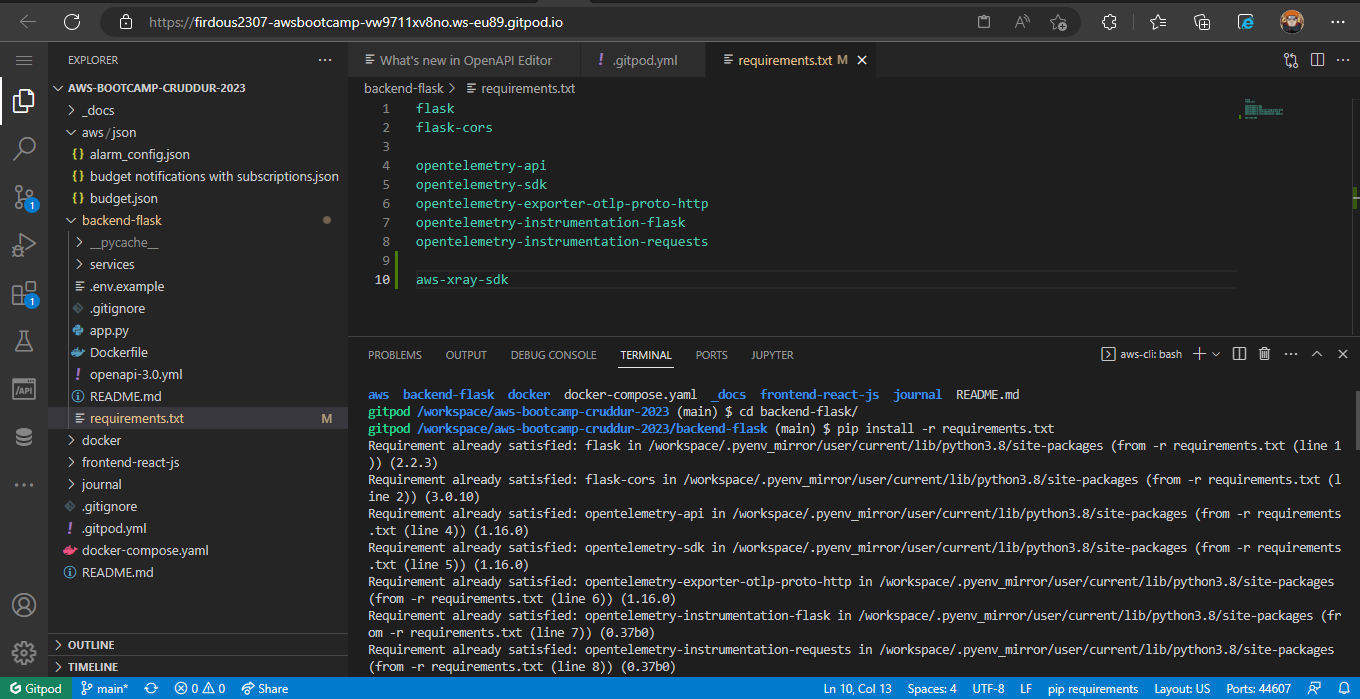 https://firdous2307-awsbootcamp-vw9711xv8no.ws-eu89.gitpod.io
EXPLORER
AWS-BOOTCAMP-CRUDDUR-2023
_docs
aws / json
{} alarm_config.json
{} budget notifications with subscriptions.json
{} budget.json
backend-flask
__pycache__
services
.env.example
.gitignore
app.py
Dockerfile
! openapi-3.0.yml
README.md
requirements.txt M
docker
frontend-react-js
journal
.gitignore
! .gitpod.yml
docker-compose.yaml
README.md
OUTLINE
TIMELINE
1
1
/API
What's new in OpenAPI Editor
! .gitpod.yml
requirements.txt M
backend-flask > requirements.txt
1 flask
2 flask-cors
3
4 opentelemetry-api
5 opentelemetry-sdk
6 opentelemetry-exporter-otlp-proto-http
7 opentelemetry-instrumentation-flask
8 opentelemetry-instrumentation-requests
9
10 aws-xray-sdk
PROBLEMS OUTPUT DEBUG CONSOLE TERMINAL PORTS JUPYTER
aws-cli: bash
aws backend-flask docker docker-compose.yaml _docs frontend-react-js journal README.md
gitpod /workspace/aws-bootcamp-cruddur-2023 (main) $ cd backend-flask/
gitpod /workspace/aws-bootcamp-cruddur-2023/backend-flask (main) $ pip install -r requirements.txt
Requirement already satisfied: flask in /workspace/.pyenv_mirror/user/current/lib/python3.8/site-packages (from -r requirements.txt (line 1
)) (2.2.3)
Requirement already satisfied: flask-cors in /workspace/.pyenv_mirror/user/current/lib/python3.8/site-packages (from -r requirements.txt (l
ine 2)) (3.0.10)
Requirement already satisfied: opentelemetry-api in /workspace/.pyenv_mirror/user/current/lib/python3.8/site-packages (from -r requirements
.txt (line 4)) (1.16.0)
Requirement already satisfied: opentelemetry-sdk in /workspace/.pyenv_mirror/user/current/lib/python3.8/site-packages (from -r requirements
.txt (line 5)) (1.16.0)
Requirement already satisfied: opentelemetry-exporter-otlp-proto-http in /workspace/.pyenv_mirror/user/current/lib/python3.8/site-packages
(from -r requirements.txt (line 6)) (1.16.0)
Requirement already satisfied: opentelemetry-instrumentation-flask in /workspace/.pyenv_mirror/user/current/lib/python3.8/site-packages (fr
om -r requirements.txt (line 7)) (0.37b0)
Requirement already satisfied: opentelemetry-instrumentation-requests in /workspace/.pyenv_mirror/user/current/lib/python3.8/site-packages
(from -r requirements.txt (line 8)) (0.37b0)
Gitpod main* 0 0 Share Ln 10, Col 13 Spaces: 4 UTF-8 LF pip requirements Layout: US Ports: 44607